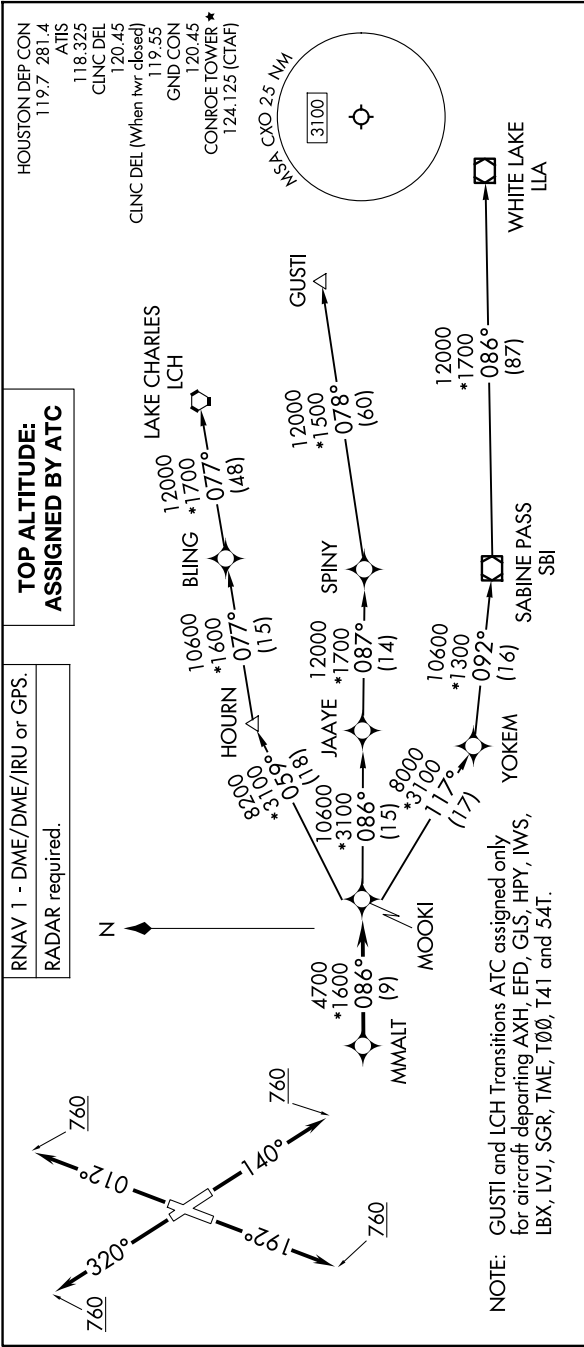 RNAV 1 - DME/DME/IRU or GPS.
RADAR required.
TOP ALTITUDE:
ASSIGNED BY ATC
HOUSTON DEP CON
119.7 281.4
ATIS
118.325
CLNC DEL
120.45
CLNC DEL (When twr closed)
119.55
GND CON
120.45
CONROE TOWER ★
124.125 (CTAF)
MSA CXO 25 NM
3100
N
760
320°
012°
760
760
192°
140°
760
MMALT
4700
*1600
086°
(9)
MOOKI
8200
*3100
059°
(18)
HOURN
10600
*1600
077°
(15)
BLING
12000
*1700
077°
(48)
LAKE CHARLES
LCH
10600
*3100
086°
(15)
JAAYE
12000
*1700
087°
(14)
SPINY
12000
*1500
078°
(60)
GUSTI
8000
*3100
117°
(17)
YOKEM
10600
*1300
092°
(16)
SABINE PASS
SBI
12000
*1700
086°
(87)
WHITE LAKE
LLA
NOTE: GUSTI and LCH Transitions ATC assigned only
for aircraft departing AXH, EFD, GLS, HPY, IWS,
LBX, LVJ, SGR, TME, TØØ, T41 and 54T.